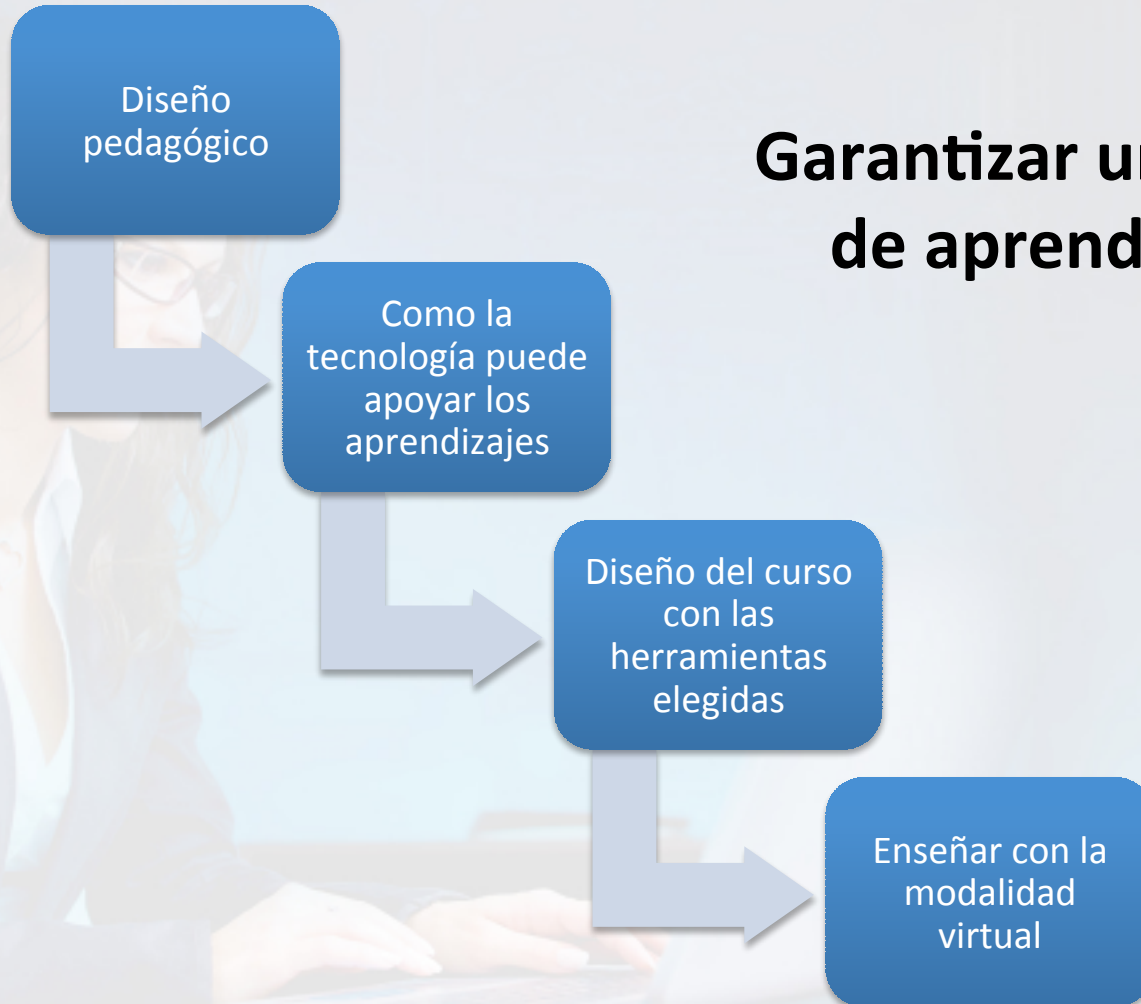 Diseño
pedagógico
Garantizar u
de aprend
Como la
tecnología puede
apoyar los
aprendizajes
Diseño del curso
con las
herramientas
elegidas
Enseñar con la
modalidad
virtual